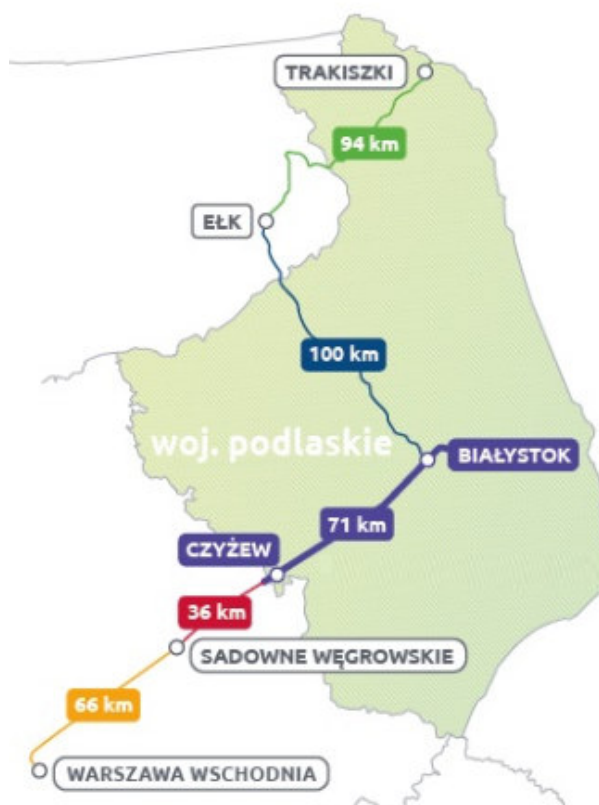 TRAKISZKI
94 km
EŁK
100 km
woj. podlaskie
BIAŁYSTOK
71 km
CZYŻEW
36 km
SADOWNE WĘGROWSKIE
66 km
WARSZAWA WSCHODNIA